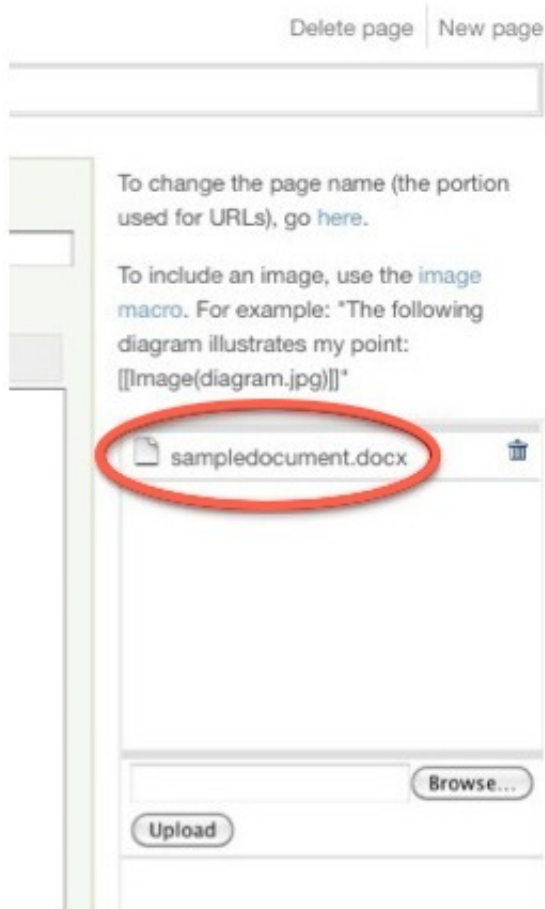 Delete page New page
To change the page name (the portion
used for URLs), go here.
To include an image, use the image
macro. For example: "The following
diagram illustrates my point:
[[Image(diagram.jpg)]]"
sampledocument.docx
Browse...
Upload